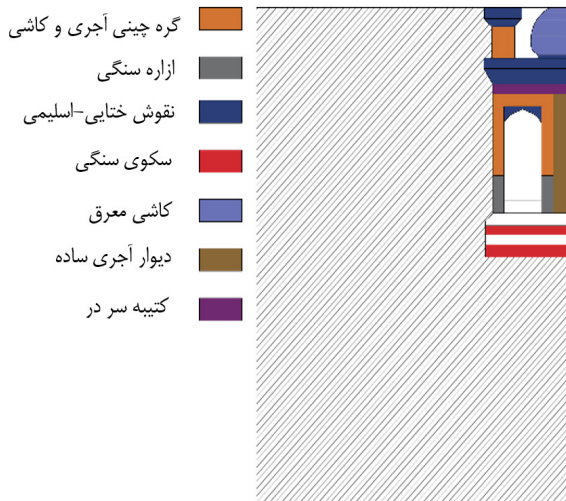 گره چینی آجری و کاشی
ازاره سنگی
نقوش ختایی-اسلیمی
سکوی سنگی
کاشی معرق
دیوار آجری ساده
کتیبه سر در